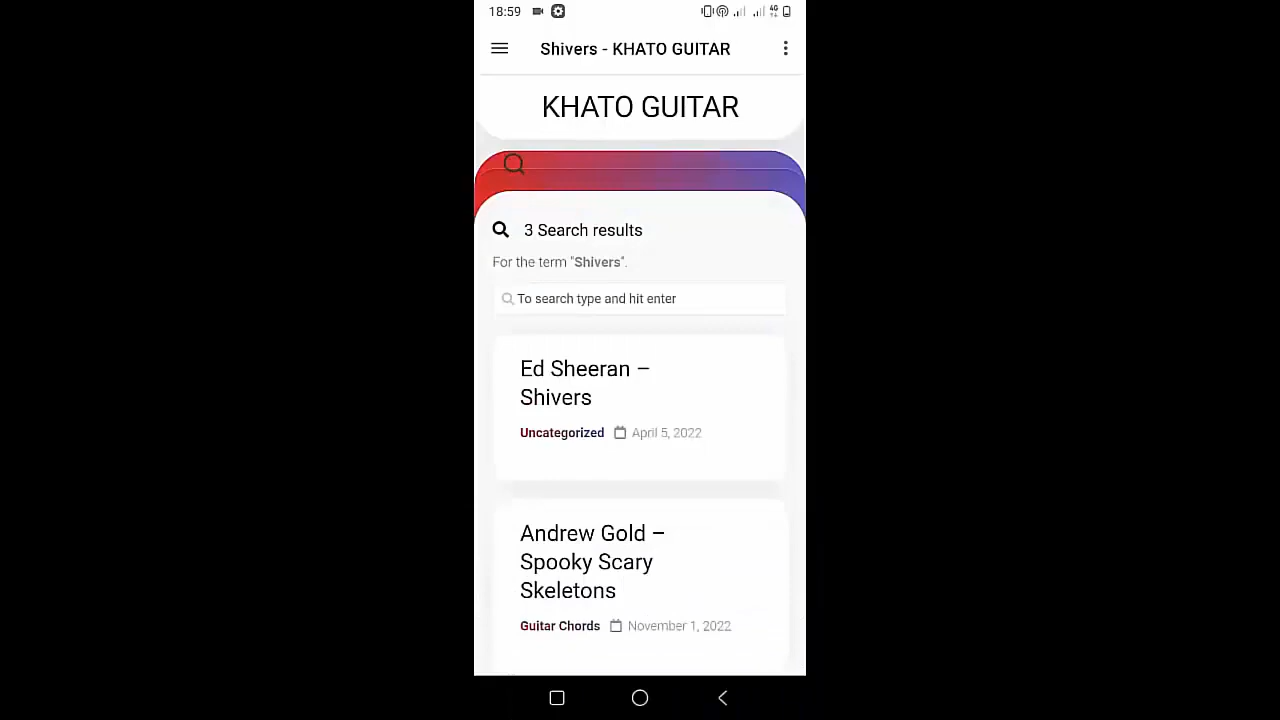 18:59
4G
Shivers - KHATO GUITAR
KHATO GUITAR
3 Search results
For the term "Shivers".
To search type and hit enter
Ed Sheeran –
Shivers
Uncategorized April 5, 2022
Andrew Gold –
Spooky Scary
Skeletons
Guitar Chords November 1, 2022